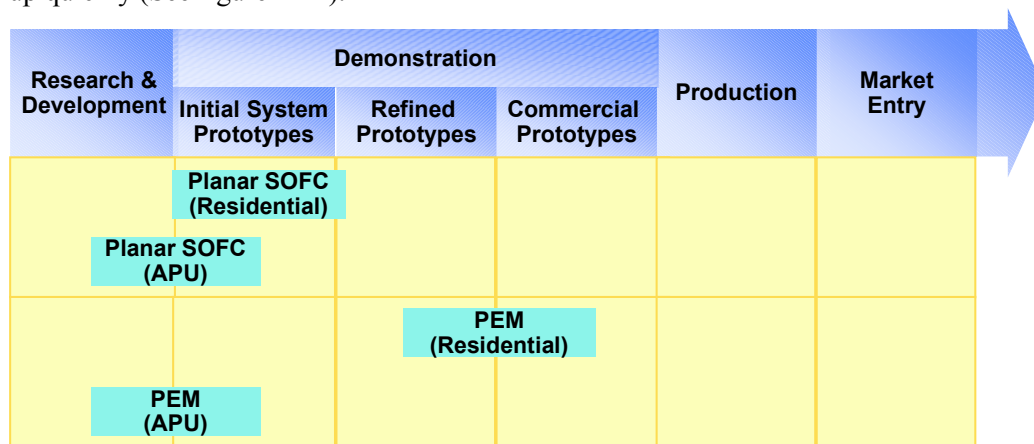 Demonstration
Research &
Development
Initial System
Prototypes
Refined
Prototypes
Commercial
Prototypes
Production
Market
Entry
Planar SOFC
(Residential)
Planar SOFC
(APU)
PEM
(Residential)
PEM
(APU)